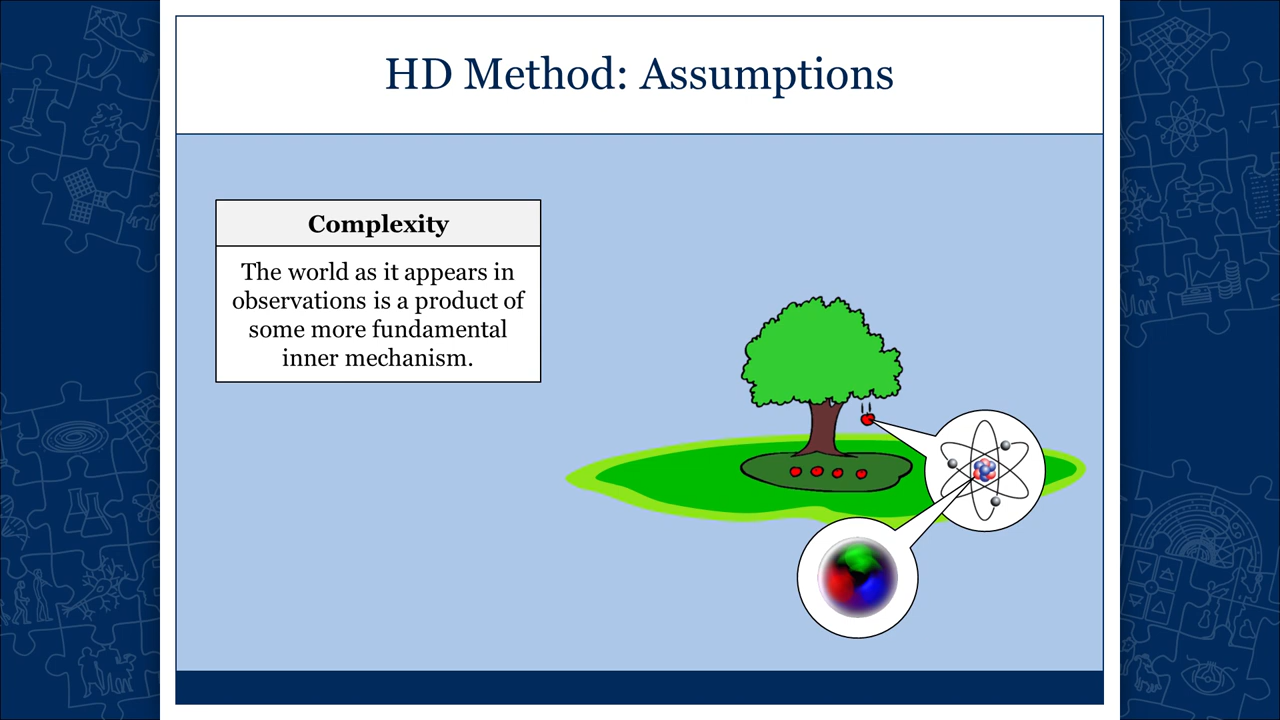 HD Method: Assumptions
Complexity
The world as it appears in
observations is a product of
some more fundamental
inner mechanism.